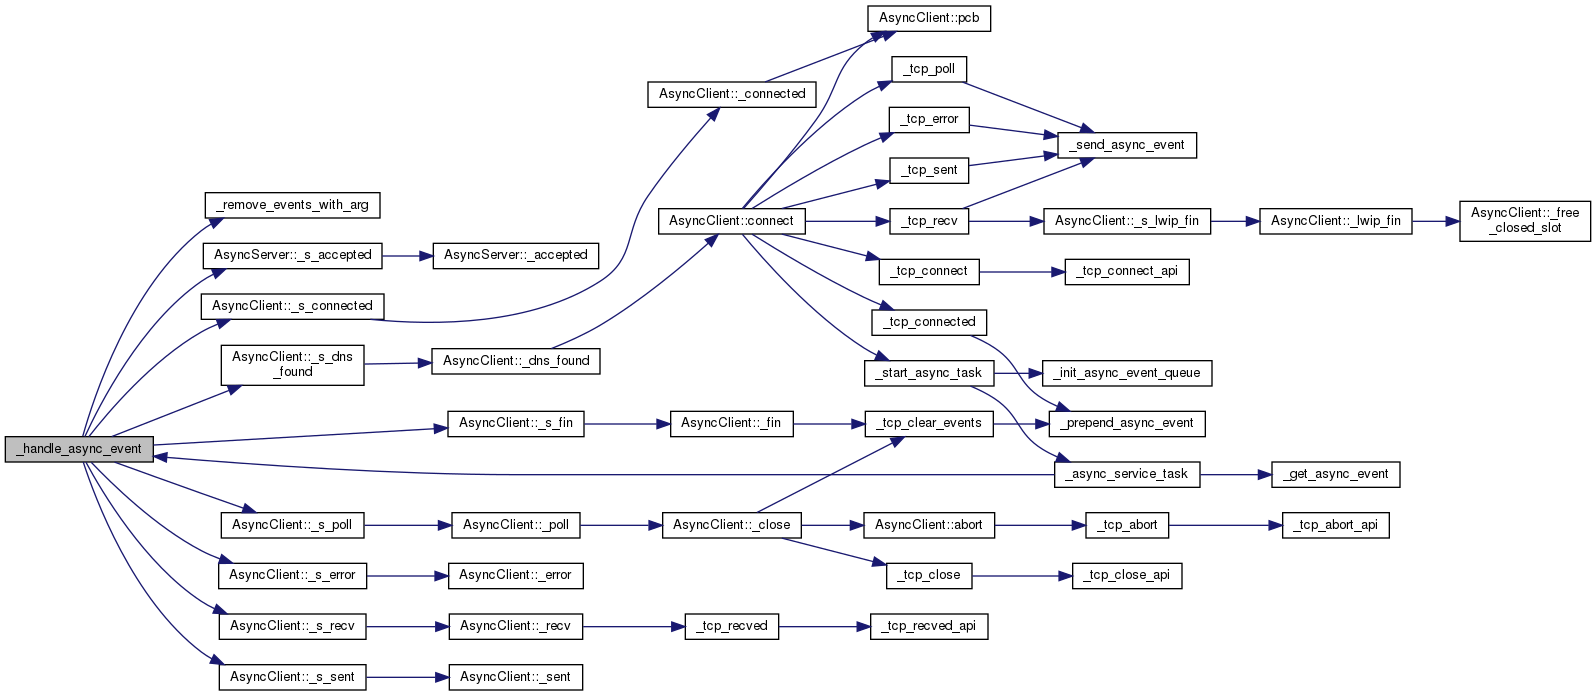 AsyncClient::pcb
_tcp_poll
AsyncClient::_connected
_tcp_error
_send_async_event
_tcp_sent
_remove_events_with_arg
AsyncClient::connect
_tcp_recv
AsyncClient::_s_lwip_fin
AsyncClient::_lwip_fin
AsyncClient::_free
_closed_slot
AsyncServer::_s_accepted
AsyncServer::_accepted
_tcp_connect
_tcp_connect_api
AsyncClient::_s_connected
_tcp_connected
AsyncClient::_s_dns
_found
AsyncClient::_dns_found
_start_async_task
_init_async_event_queue
AsyncClient::_s_fin
AsyncClient::_fin
_tcp_clear_events
_prepend_async_event
_handle_async_event
_async_service_task
_get_async_event
AsyncClient::_s_poll
AsyncClient::_poll
AsyncClient::_close
AsyncClient::abort
_tcp_abort
_tcp_abort_api
AsyncClient::_s_error
AsyncClient::_error
_tcp_close
_tcp_close_api
AsyncClient::_s_recv
AsyncClient::_recv
_tcp_recved
_tcp_recved_api
AsyncClient::_s_sent
AsyncClient::_sent